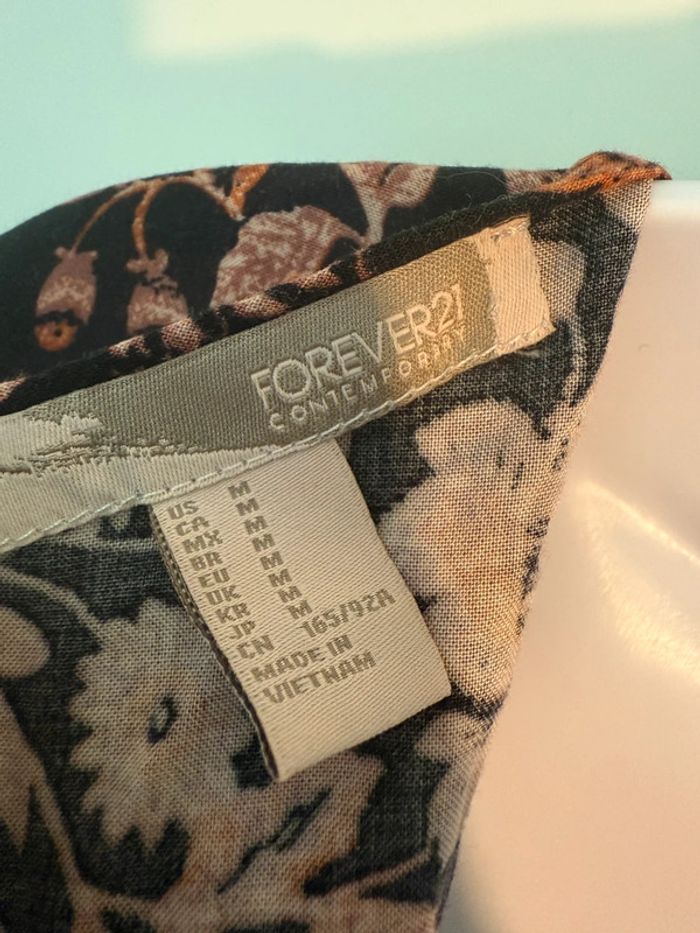 FOREVER21
CONTEMPORARY
US M
CA M
MX M
BR M
EU M
UK M
KR M
JP M
CN 165/92A
MADE IN
VIETNAM